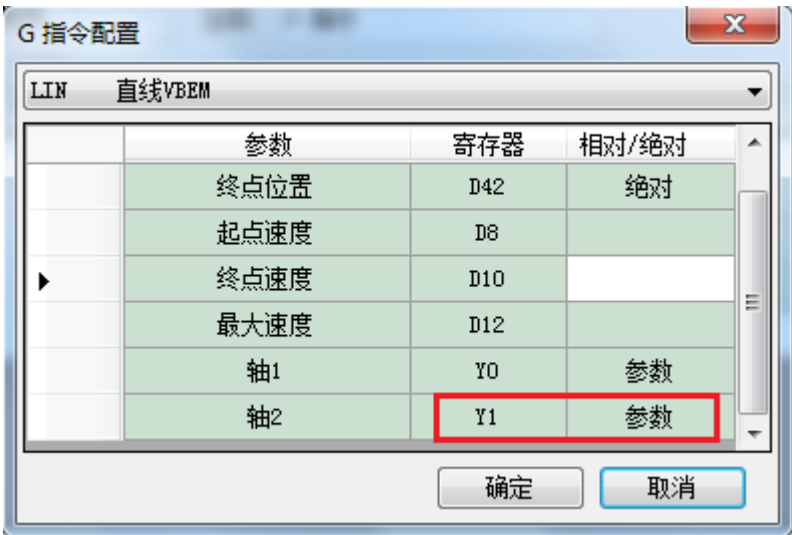 G 指令配置
LIN 直线VBEM
参数 寄存器 相对/绝对
终点位置 D42 绝对
起点速度 D8
终点速度 D10
最大速度 D12
轴1 Y0 参数
轴2 Y1 参数
确定 取消